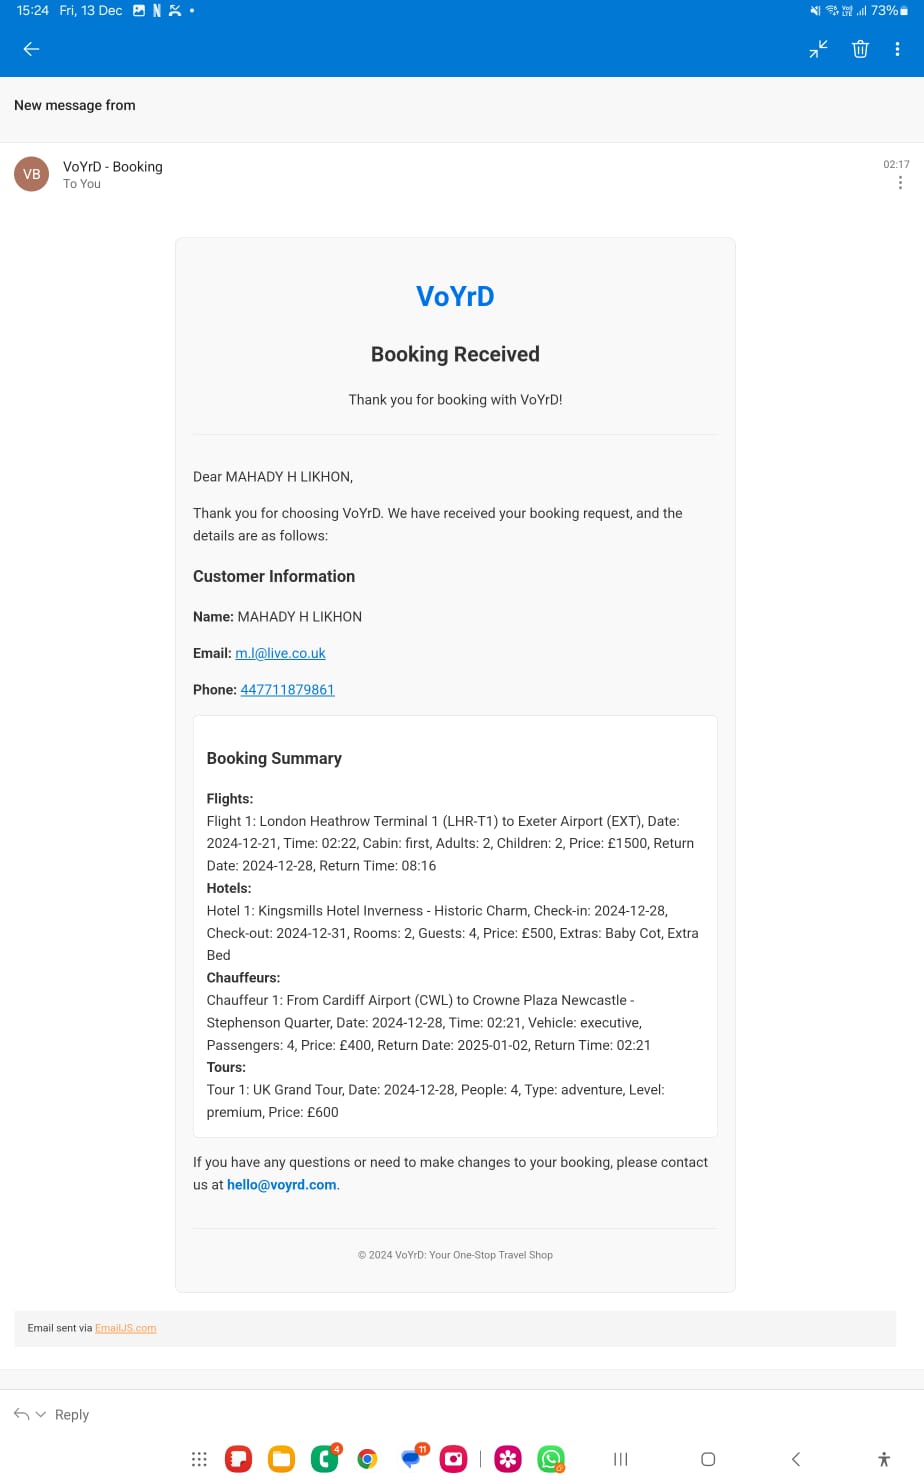 15:24 Fri, 13 Dec N 73%
New message from
VB
VoYrD - Booking
02:17
To You
VoYrD
Booking Received
Thank you for booking with VoYrD!
Dear MAHADY H LIKHON,
Thank you for choosing VoYrD. We have received your booking request, and the
details are as follows:
Customer Information
Name: MAHADY H LIKHON
Email: m.l@live.co.uk
Phone: 447711879861
Booking Summary
Flights:
Flight 1: London Heathrow Terminal 1 (LHR-T1) to Exeter Airport (EXT), Date:
2024-12-21, Time: 02:22, Cabin: first, Adults: 2, Children: 2, Price: £1500, Return
Date: 2024-12-28, Return Time: 08:16
Hotels:
Hotel 1: Kingsmills Hotel Inverness - Historic Charm, Check-in: 2024-12-28,
Check-out: 2024-12-31, Rooms: 2, Guests: 4, Price: £500, Extras: Baby Cot, Extra
Bed
Chauffeurs:
Chauffeur 1: From Cardiff Airport (CWL) to Crowne Plaza Newcastle -
Stephenson Quarter, Date: 2024-12-28, Time: 02:21, Vehicle: executive,
Passengers: 4, Price: £400, Return Date: 2025-01-02, Return Time: 02:21
Tours:
Tour 1: UK Grand Tour, Date: 2024-12-28, People: 4, Type: adventure, Level:
premium, Price: £600
If you have any questions or need to make changes to your booking, please contact
us at hello@voyrd.com.
© 2024 VoYrD: Your One-Stop Travel Shop
Email sent via EmailJS.com
Reply
4
11